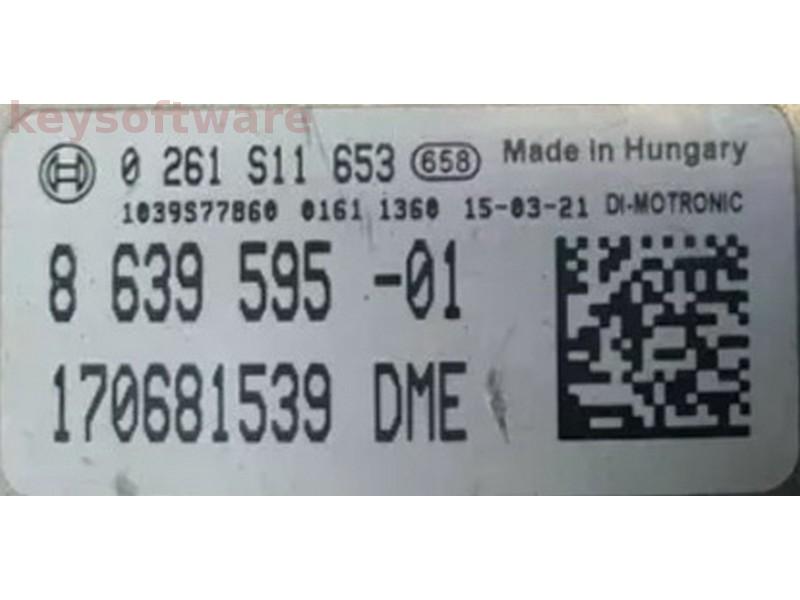 keysoftware
0 261 S11 653 658 Made in Hungary
1039S77860 0161 1360 15-03-21 DI-MOTRONIC
8 639 595 -01
170681539 DME